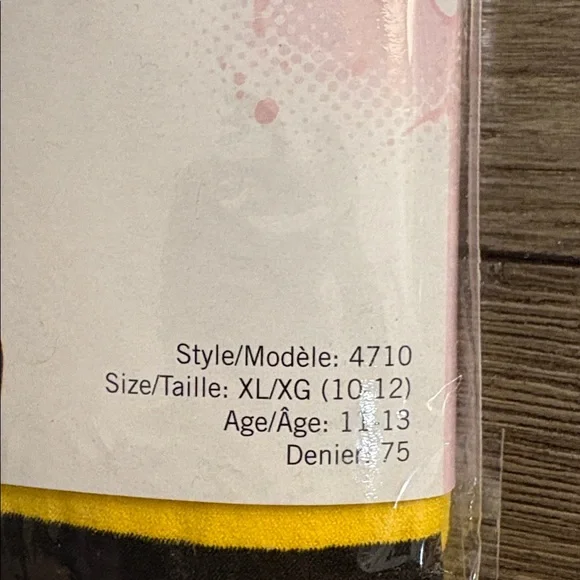 Style/Modèle: 4710
Size/Taille: XL/XG (10-12)
Age/Âge: 11-13
Denier: 75